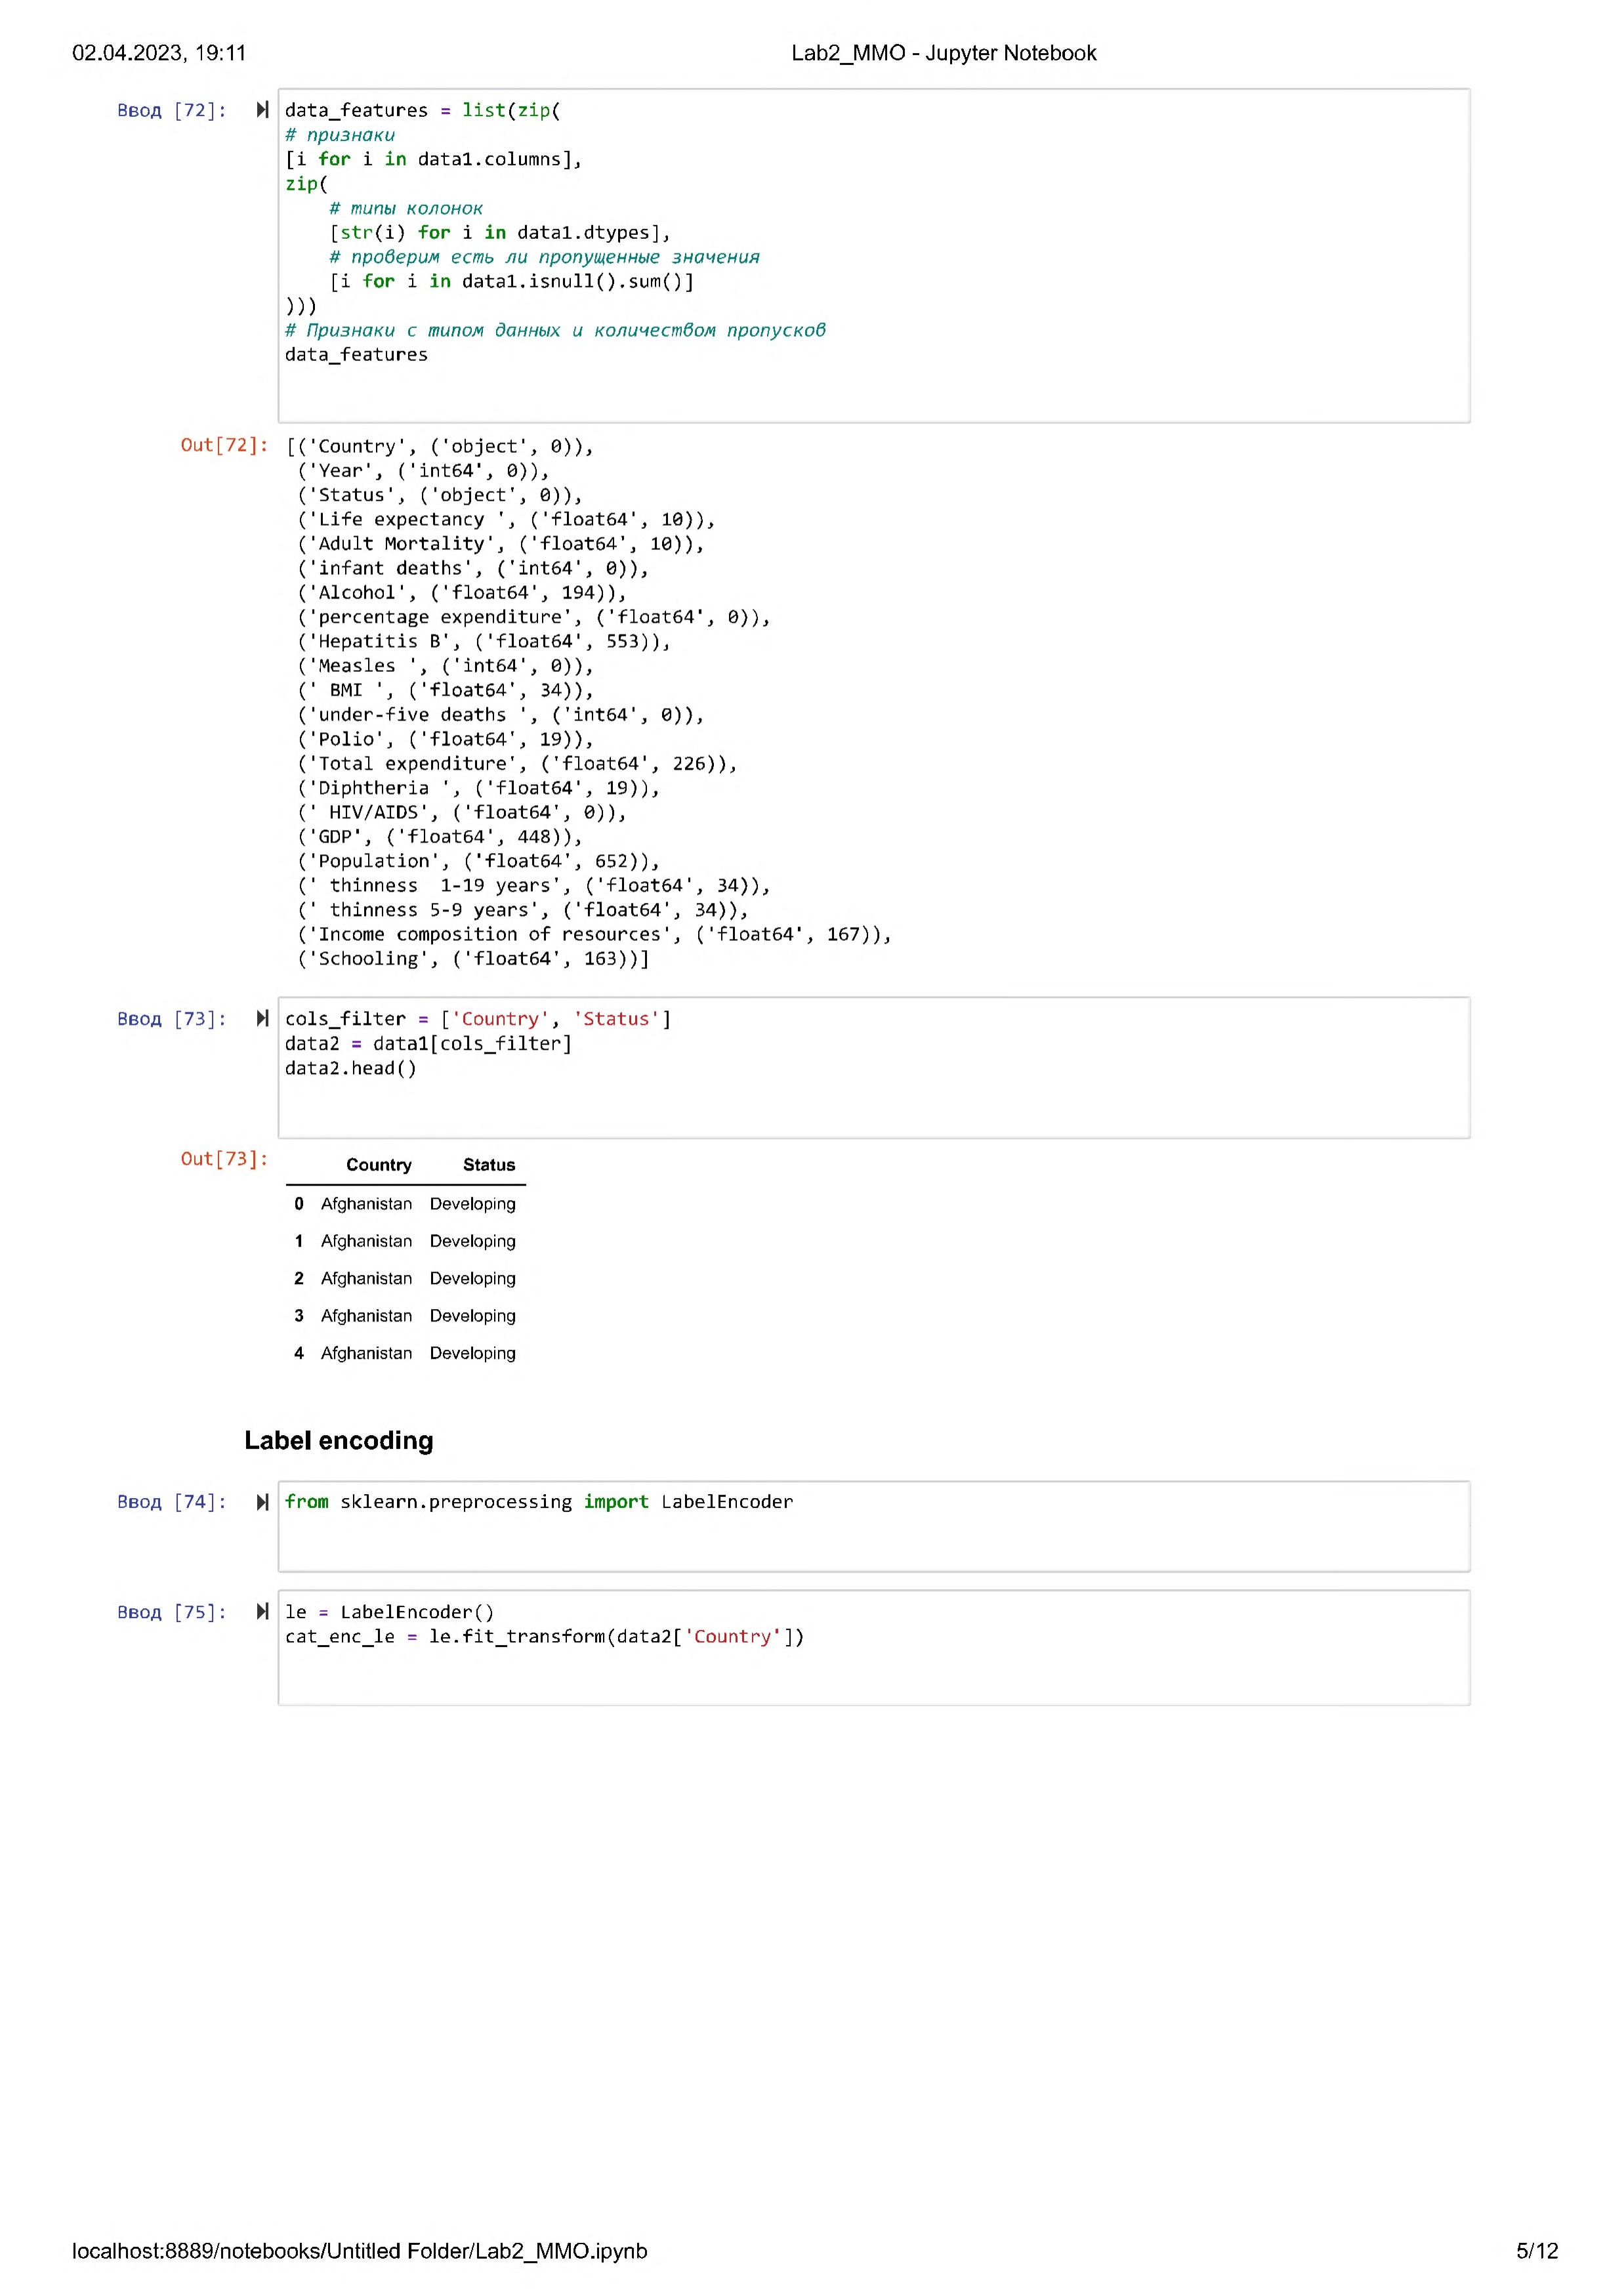 02.04.2023, 19:11 Lab2_MMO - Jupyter Notebook
Ввод [72]: data_features = list(zip(
# признаки
[i for i in data1.columns],
zip(
    # типы колонок
    [str(i) for i in data1.dtypes],
    # проверим есть ли пропущенные значения
    [i for i in data1.isnull().sum()]
)))
# Признаки с типом данных и количеством пропусков
data_features
Out[72]: [('Country', ('object', 0)),
 ('Year', ('int64', 0)),
 ('Status', ('object', 0)),
 ('Life expectancy ', ('float64', 10)),
 ('Adult Mortality', ('float64', 10)),
 ('infant deaths', ('int64', 0)),
 ('Alcohol', ('float64', 194)),
 ('percentage expenditure', ('float64', 0)),
 ('Hepatitis B', ('float64', 553)),
 ('Measles ', ('int64', 0)),
 (' BMI ', ('float64', 34)),
 ('under-five deaths ', ('int64', 0)),
 ('Polio', ('float64', 19)),
 ('Total expenditure', ('float64', 226)),
 ('Diphtheria ', ('float64', 19)),
 (' HIV/AIDS', ('float64', 0)),
 ('GDP', ('float64', 448)),
 ('Population', ('float64', 652)),
 (' thinness  1-19 years', ('float64', 34)),
 (' thinness 5-9 years', ('float64', 34)),
 ('Income composition of resources', ('float64', 167)),
 ('Schooling', ('float64', 163))]
Ввод [73]: cols_filter = ['Country', 'Status']
data2 = data1[cols_filter]
data2.head()
Out[73]: Country Status
0 Afghanistan Developing
1 Afghanistan Developing
2 Afghanistan Developing
3 Afghanistan Developing
4 Afghanistan Developing
Label encoding
Ввод [74]: from sklearn.preprocessing import LabelEncoder
Ввод [75]: le = LabelEncoder()
cat_enc_le = le.fit_transform(data2['Country'])
localhost:8889/notebooks/Untitled Folder/Lab2_MMO.ipynb 5/12